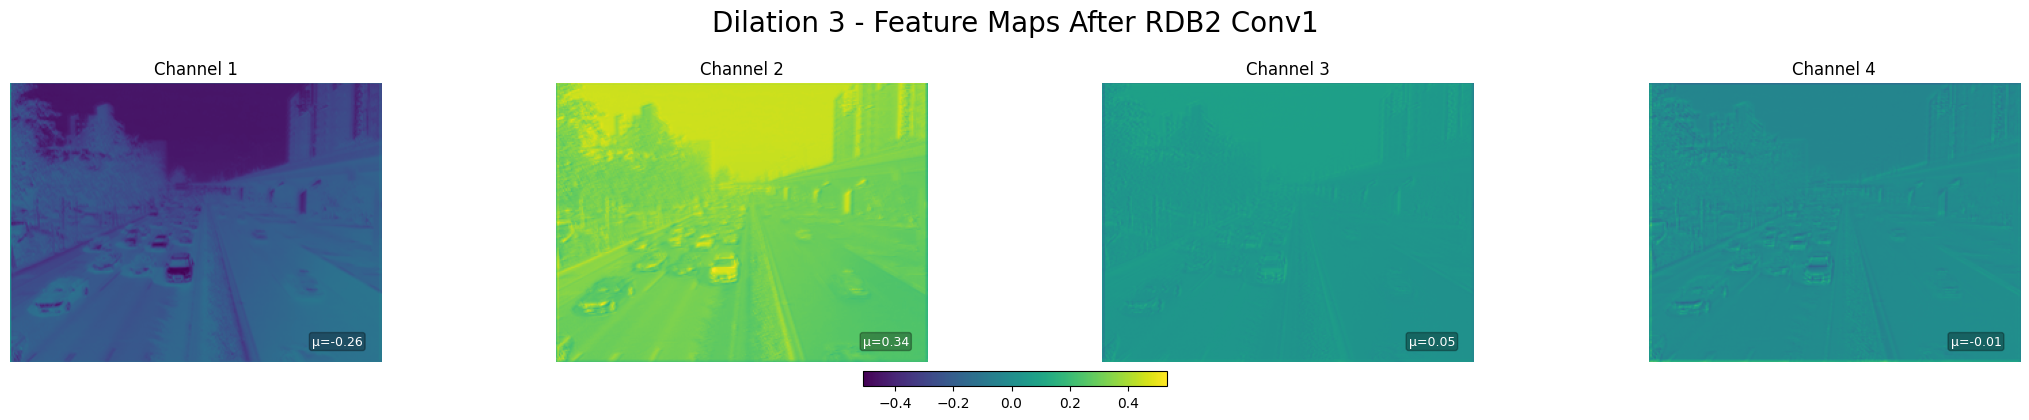 Dilation 3 - Feature Maps After RDB2 Conv1
Channel 1
Channel 2
Channel 3
Channel 4
μ=-0.26
μ=0.34
μ=0.05
μ=-0.01
−0.4 −0.2 0.0 0.2 0.4